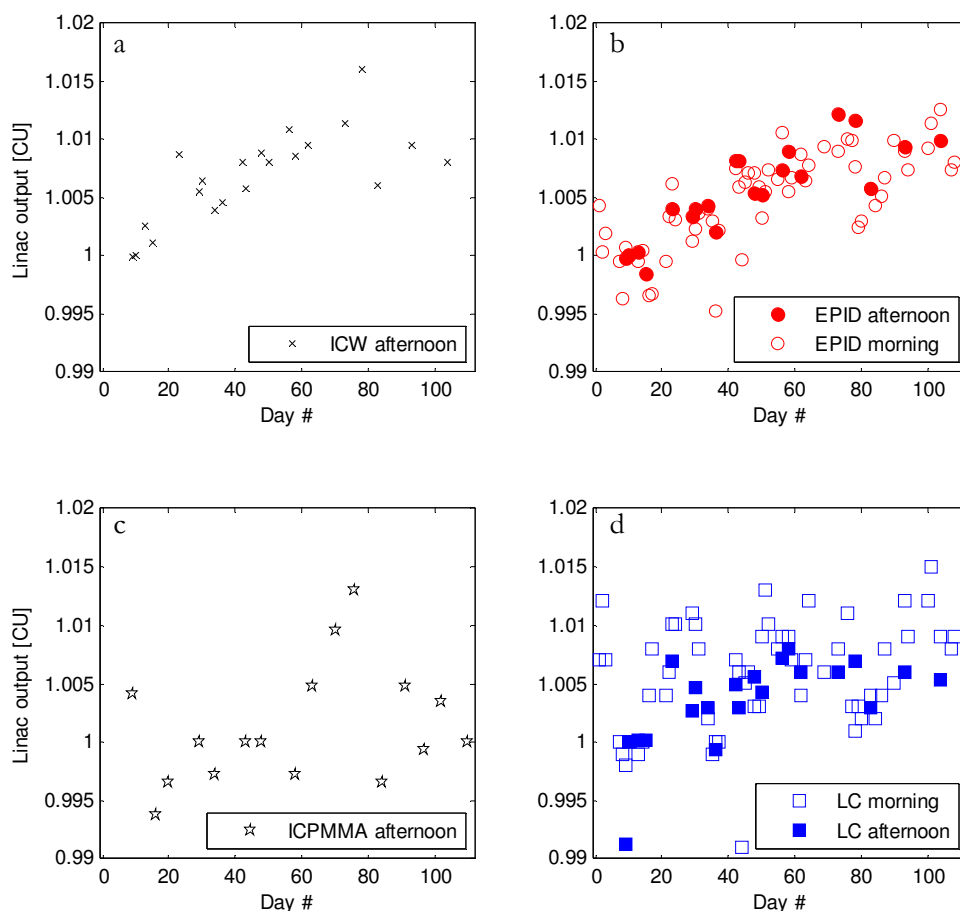 a
1.02
1.015
1.01
1.005
1
0.995
0.99
Linac output [CU]
0 20 40 60 80 100
Day #
ICW afternoon
b
1.02
1.015
1.01
1.005
1
0.995
0.99
0 20 40 60 80 100
Day #
EPID afternoon
EPID morning
c
1.02
1.015
1.01
1.005
1
0.995
0.99
Linac output [CU]
0 20 40 60 80 100
Day #
ICPMMA afternoon
d
1.02
1.015
1.01
1.005
1
0.995
0.99
0 20 40 60 80 100
Day #
LC morning
LC afternoon